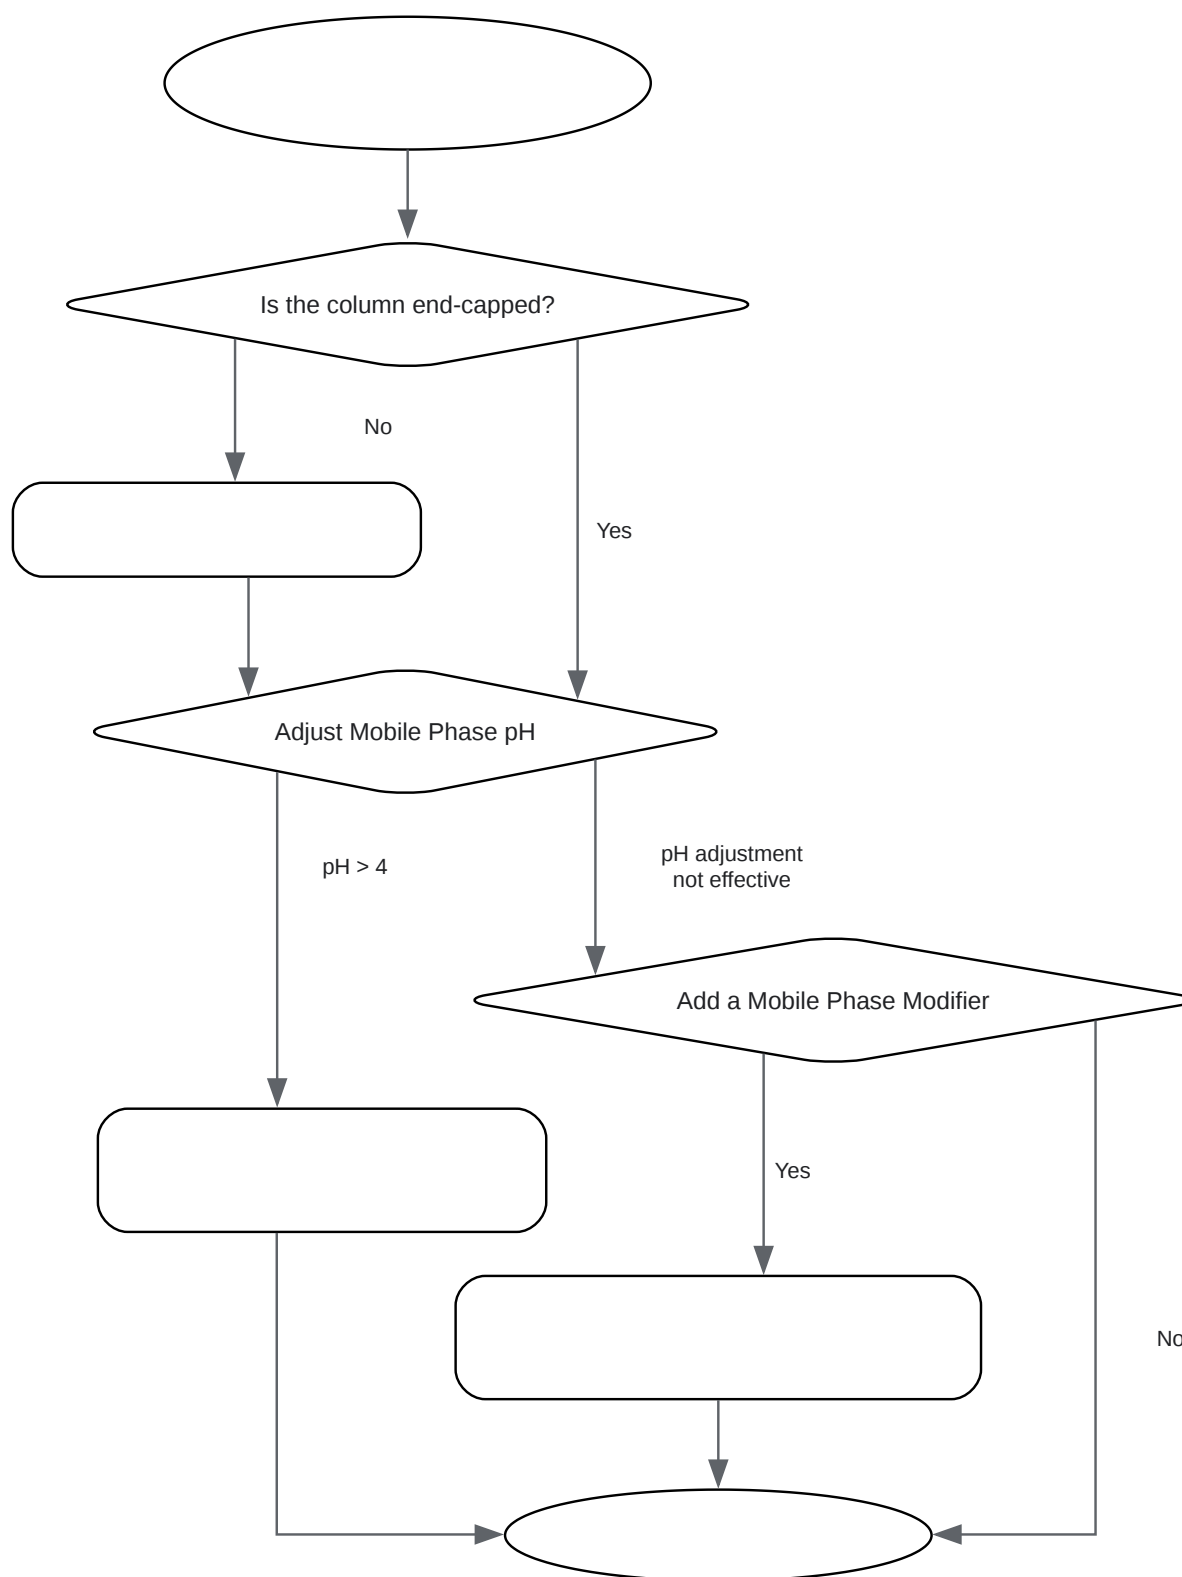 Is the column end-capped?
No
Yes
Adjust Mobile Phase pH
pH > 4
pH adjustment
not effective
Add a Mobile Phase Modifier
Yes
No